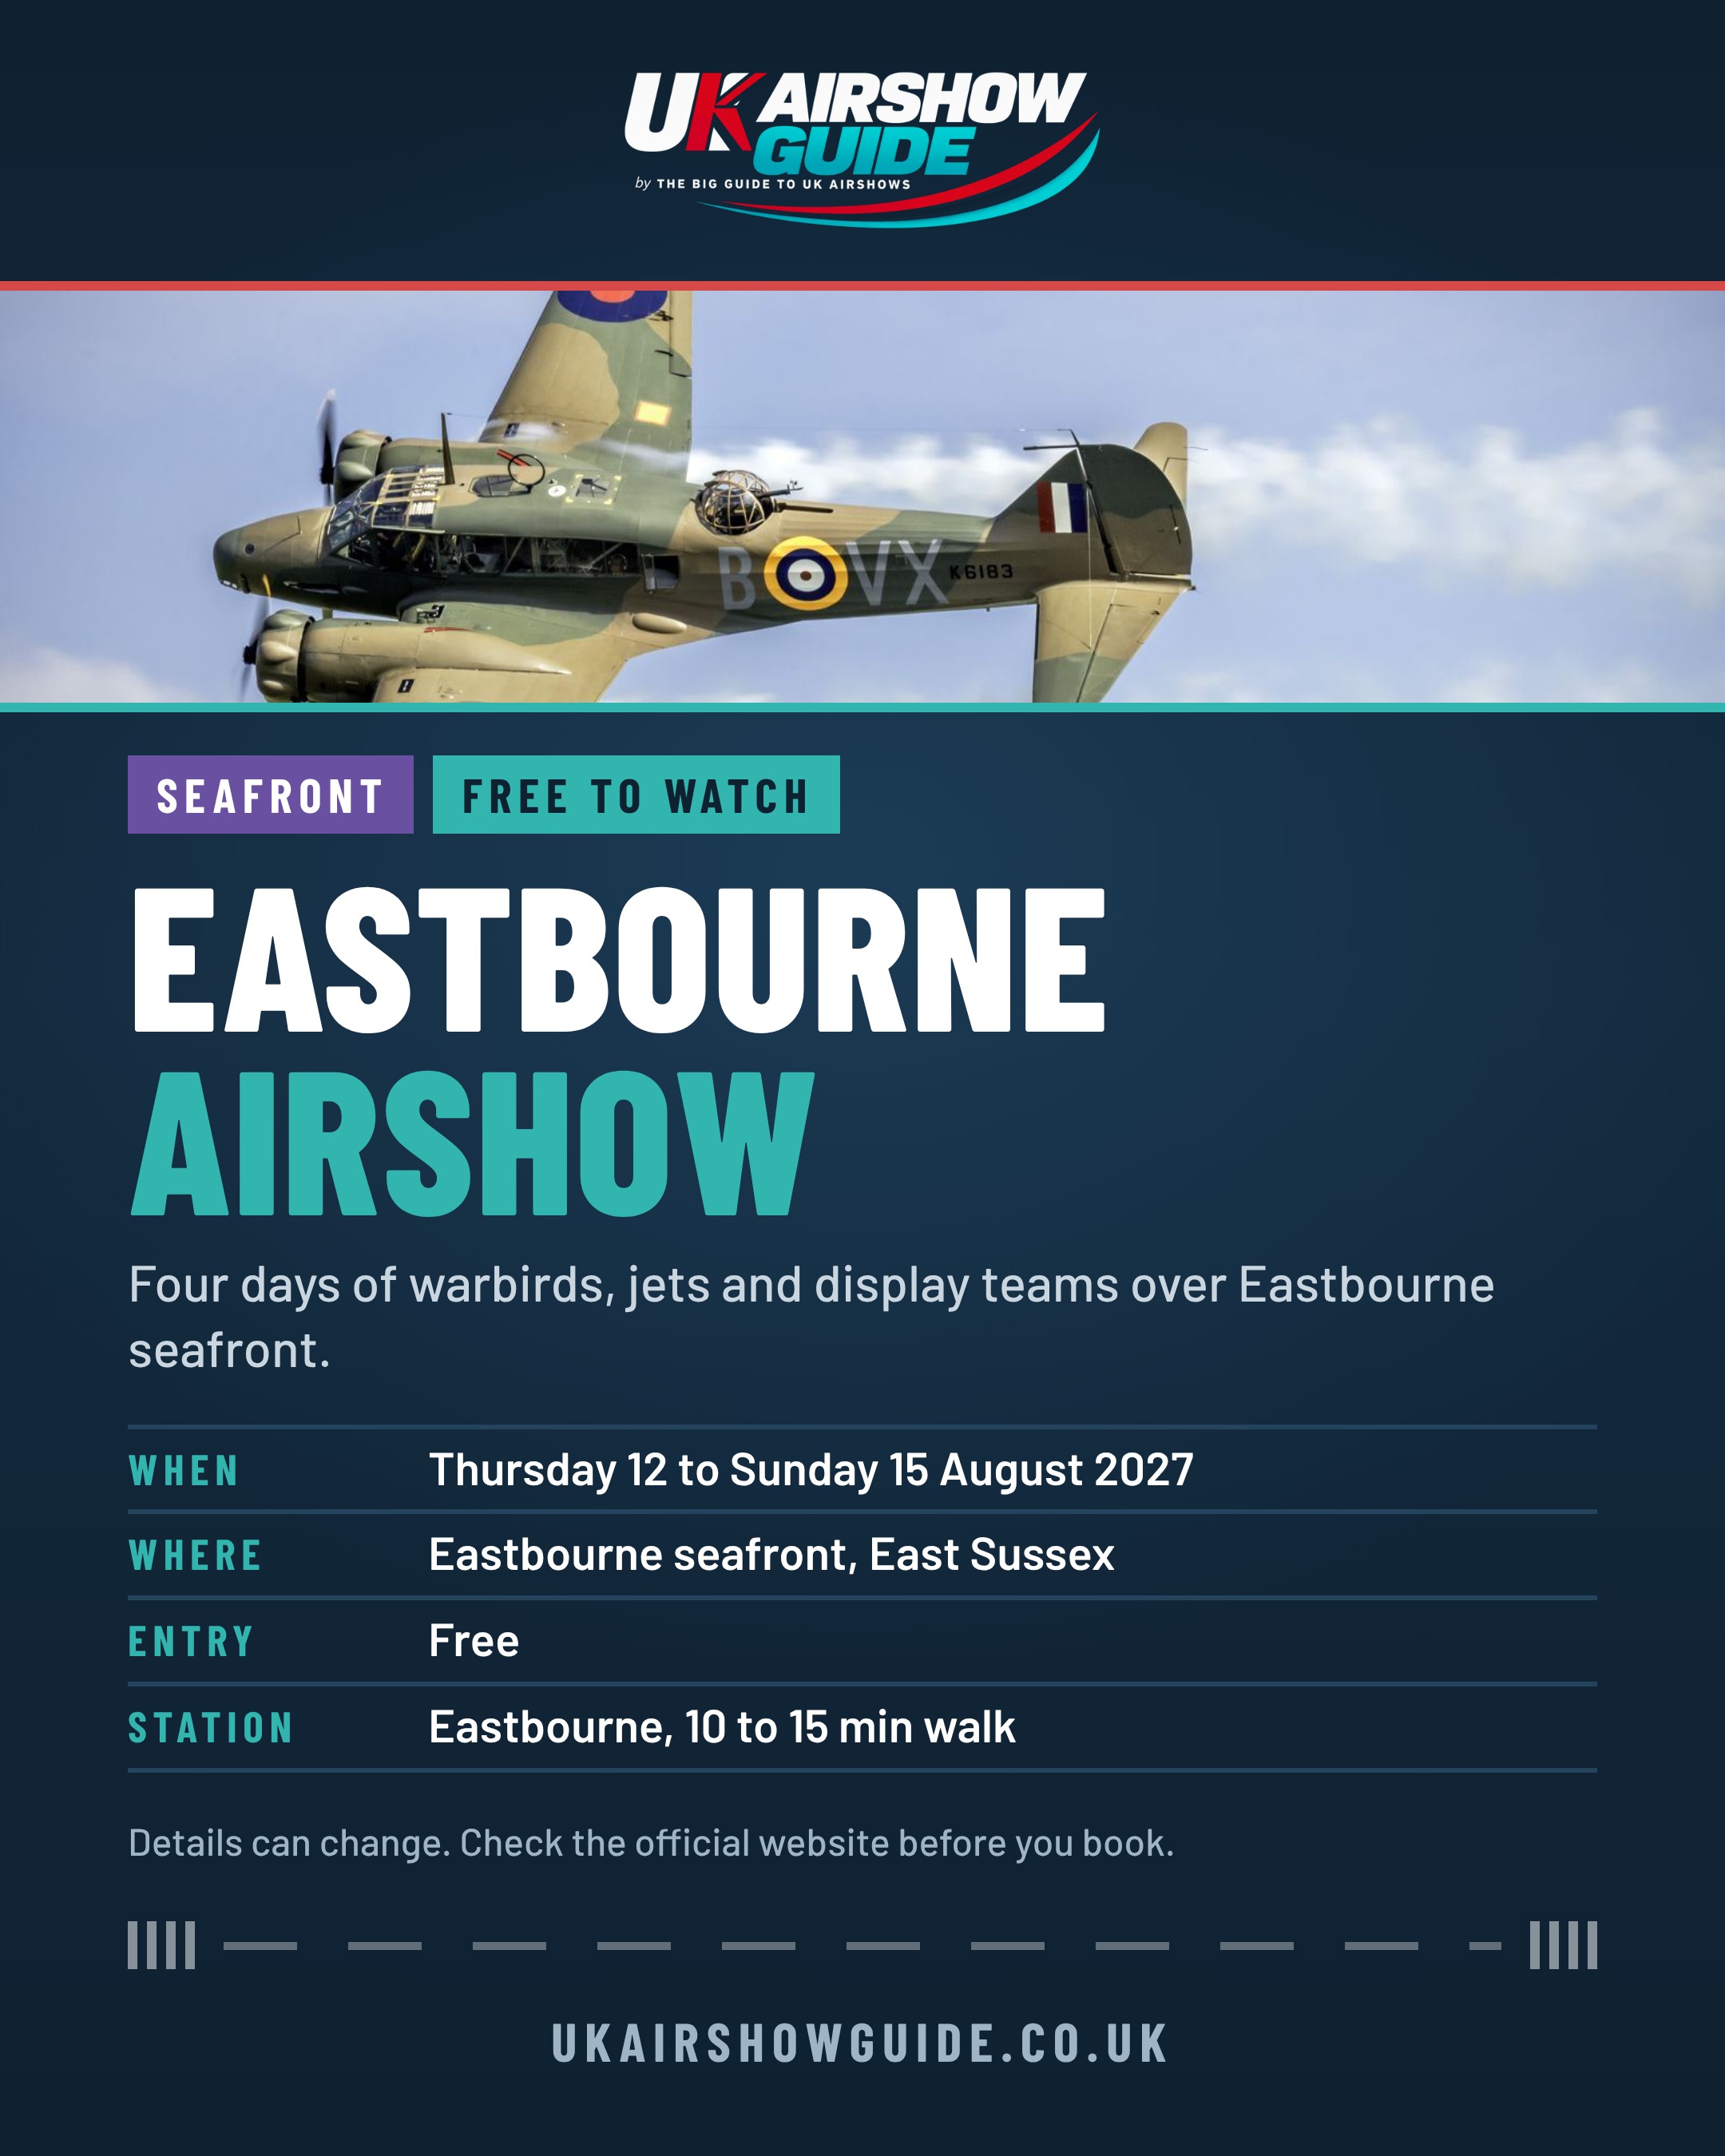 UK AIRSHOW
GUIDE
by THE BIG GUIDE TO UK AIRSHOWS
B VX K6183
SEAFRONT FREE TO WATCH
EASTBOURNE
AIRSHOW
Four days of warbirds, jets and display teams over Eastbourne
seafront.
WHEN Thursday 12 to Sunday 15 August 2027
WHERE Eastbourne seafront, East Sussex
ENTRY Free
STATION Eastbourne, 10 to 15 min walk
Details can change. Check the official website before you book.
UKAIRSHOWGUIDE.CO.UK